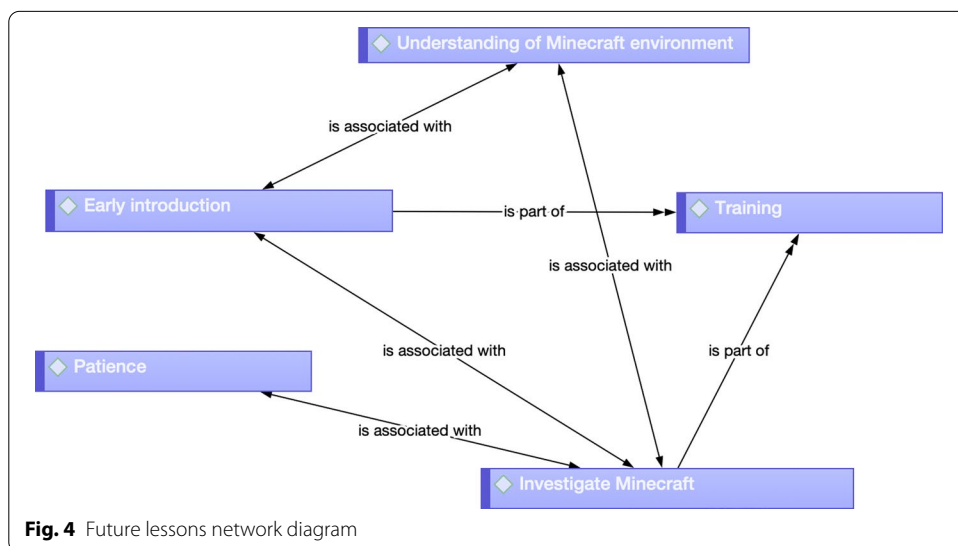 Understanding of Minecraft environment
is associated with
Early introduction
is part of
Training
is associated with
is associated with
is part of
Patience
is associated with
Investigate Minecraft
Fig. 4 Future lessons network diagram